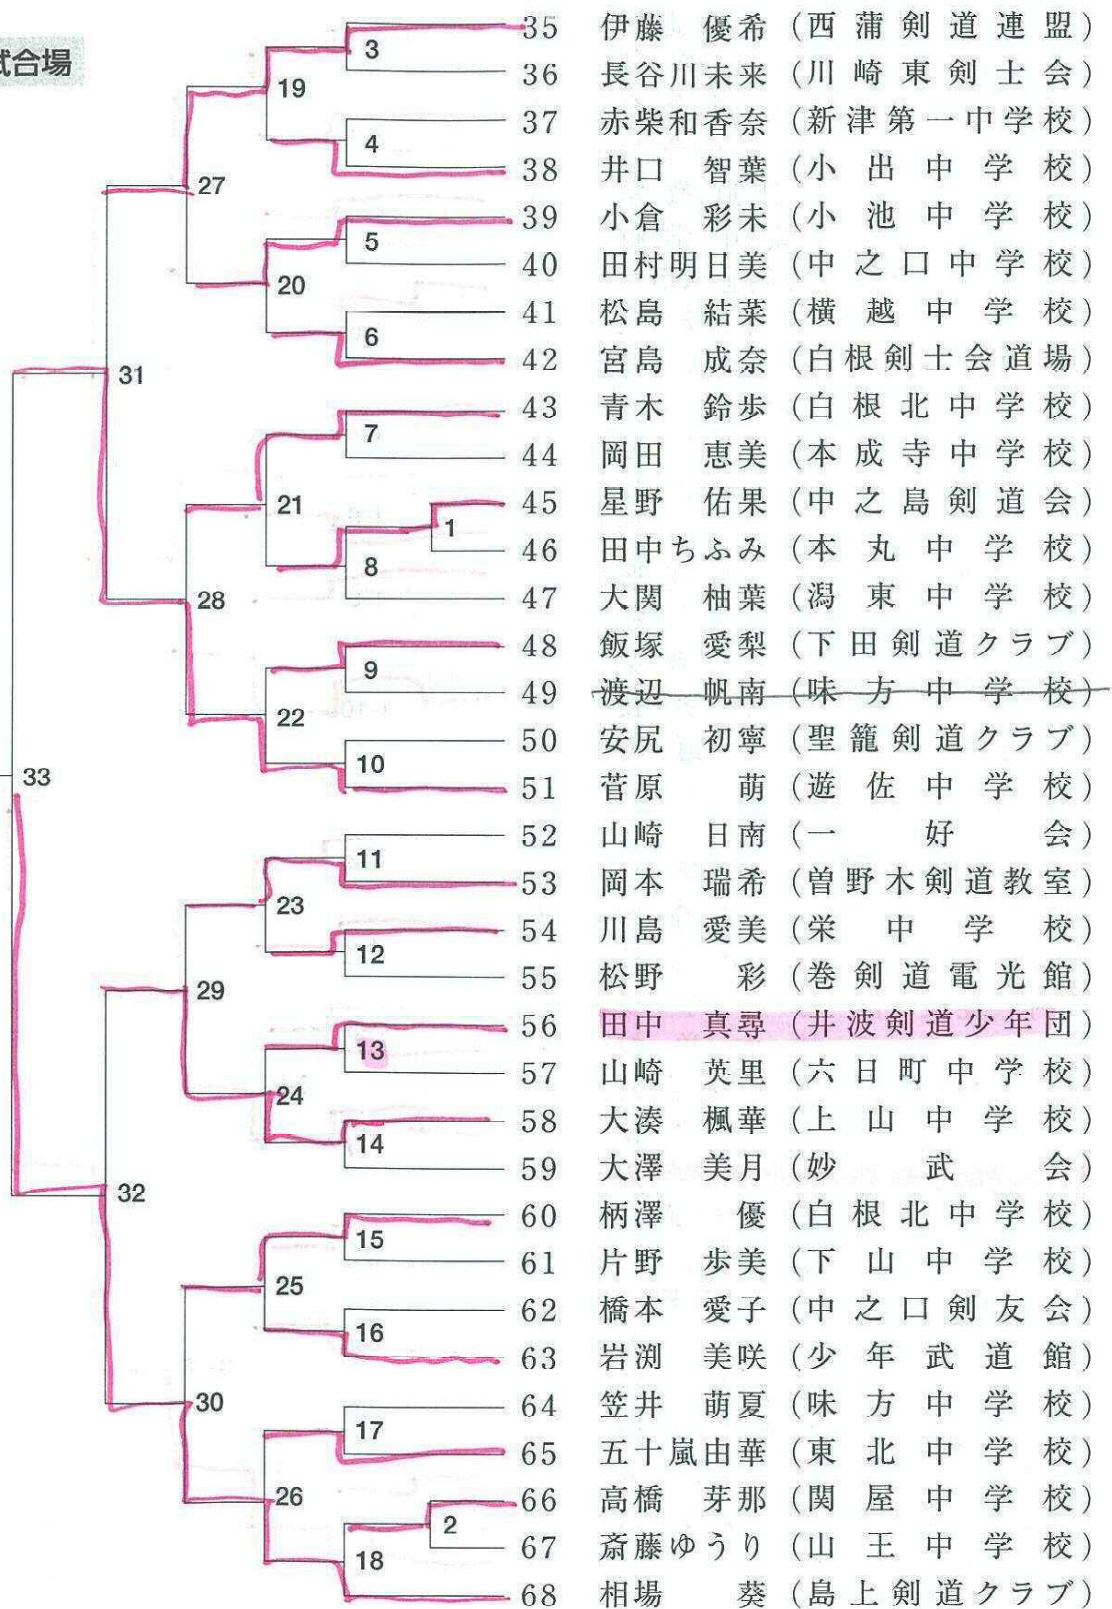 試合場
35 伊藤 優希 (西蒲剣道連盟)
36 長谷川未来 (川崎東剣士会)
37 赤柴和香奈 (新津第一中学校)
38 井口 智葉 (小出中学校)
39 小倉 彩未 (小池中学校)
40 田村明日美 (中之口中学校)
41 松島 結菜 (横越中学校)
42 宮島 成奈 (白根剣士会道場)
43 青木 鈴歩 (白根北中学校)
44 岡田 恵美 (本成寺中学校)
45 星野 佑果 (中之島剣道会)
46 田中ちふみ (本丸中学校)
47 大関 柚葉 (潟東中学校)
48 飯塚 愛梨 (下田剣道クラブ)
49 渡辺 帆南 (味方中学校)
50 安尻 初寧 (聖籠剣道クラブ)
51 菅原 萌 (遊佐中学校)
52 山崎 日南 (一好会)
53 岡本 瑞希 (曽野木剣道教室)
54 川島 愛美 (栄中学校)
55 松野 彩 (巻剣道電光館)
56 田中 真尋 (井波剣道少年団)
57 山崎 英里 (六日町中学校)
58 大湊 楓華 (上山中学校)
59 大澤 美月 (妙武会)
60 柄澤 優 (白根北中学校)
61 片野 歩美 (下山中学校)
62 橋本 愛子 (中之口剣友会)
63 岩渕 美咲 (少年武道館)
64 笠井 萌夏 (味方中学校)
65 五十嵐由華 (東北中学校)
66 高橋 芽那 (関屋中学校)
67 斎藤ゆうり (山王中学校)
68 相場 葵 (島上剣道クラブ)
3
19
4
27
5
20
6
31
7
21
1
8
28
9
22
10
33
11
23
12
29
13
24
14
32
15
25
16
30
17
26
2
18